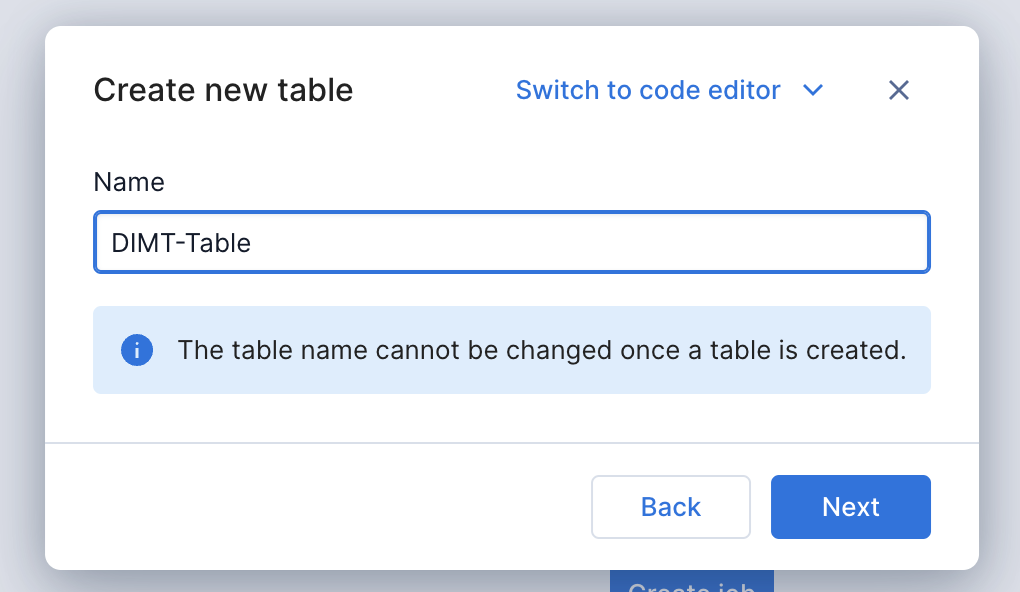 Create new table
Switch to code editor
Name
DIMT-Table
The table name cannot be changed once a table is created.
Back
Next
Create job